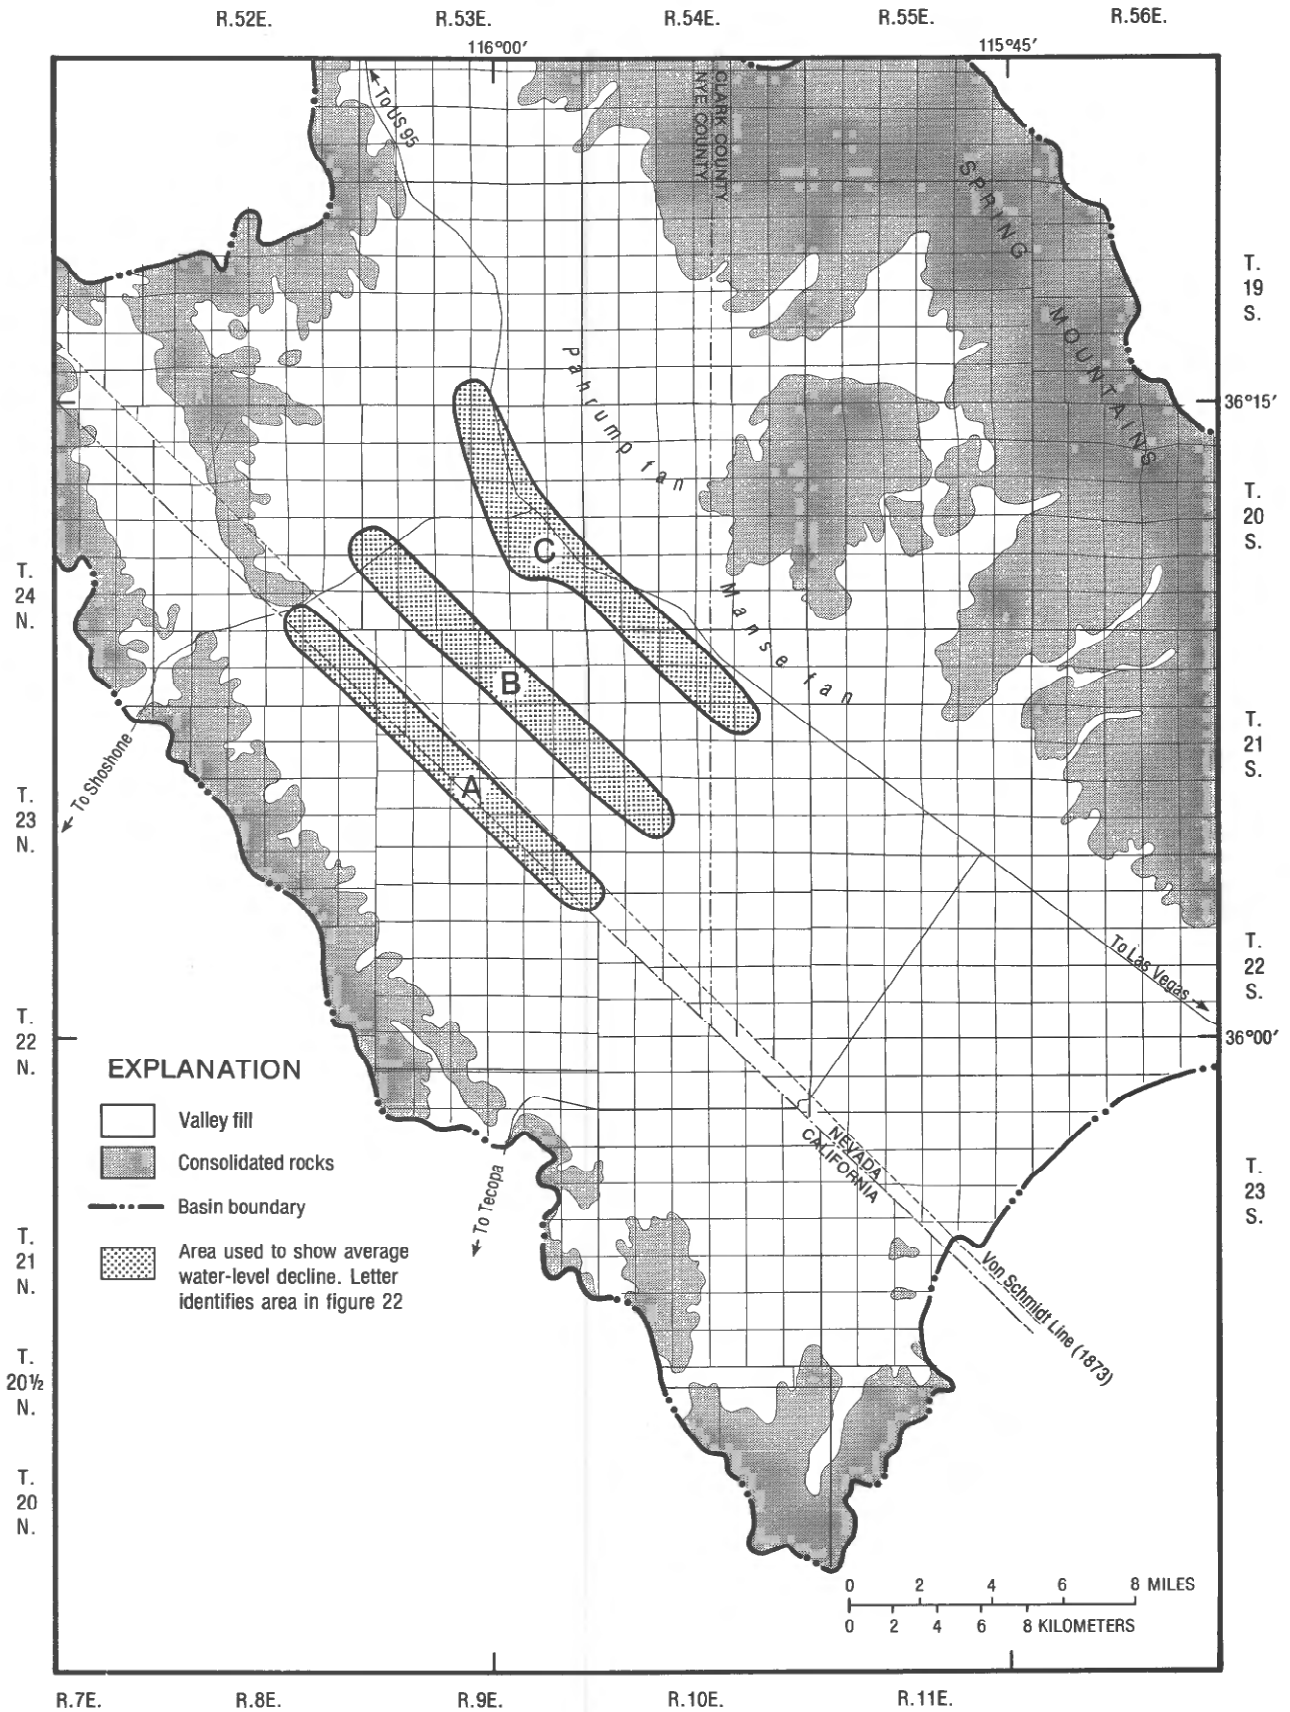 R.52E. R.53E. R.54E. R.55E. R.56E.
116°00′ 115°45′
To US 95
CLARK COUNTY
NYE COUNTY
SPRING
MOUNTAINS
T.
19
S.
Pahrump fan
36°15′
T.
20
S.
C
T.
24
N.
Manse fan
B
T.
21
S.
A
To Shoshone
T.
23
N.
To Las Vegas
T.
22
S.
T.
22
N.
36°00′
EXPLANATION
Valley fill
Consolidated rocks
Basin boundary
Area used to show average
water-level decline. Letter
identifies area in figure 22
NEVADA
CALIFORNIA
To Tecopa
T.
23
S.
T.
21
N.
Von Schmidt Line (1873)
T.
20½
N.
T.
20
N.
0 2 4 6 8 MILES
0 2 4 6 8 KILOMETERS
R.7E. R.8E. R.9E. R.10E. R.11E.